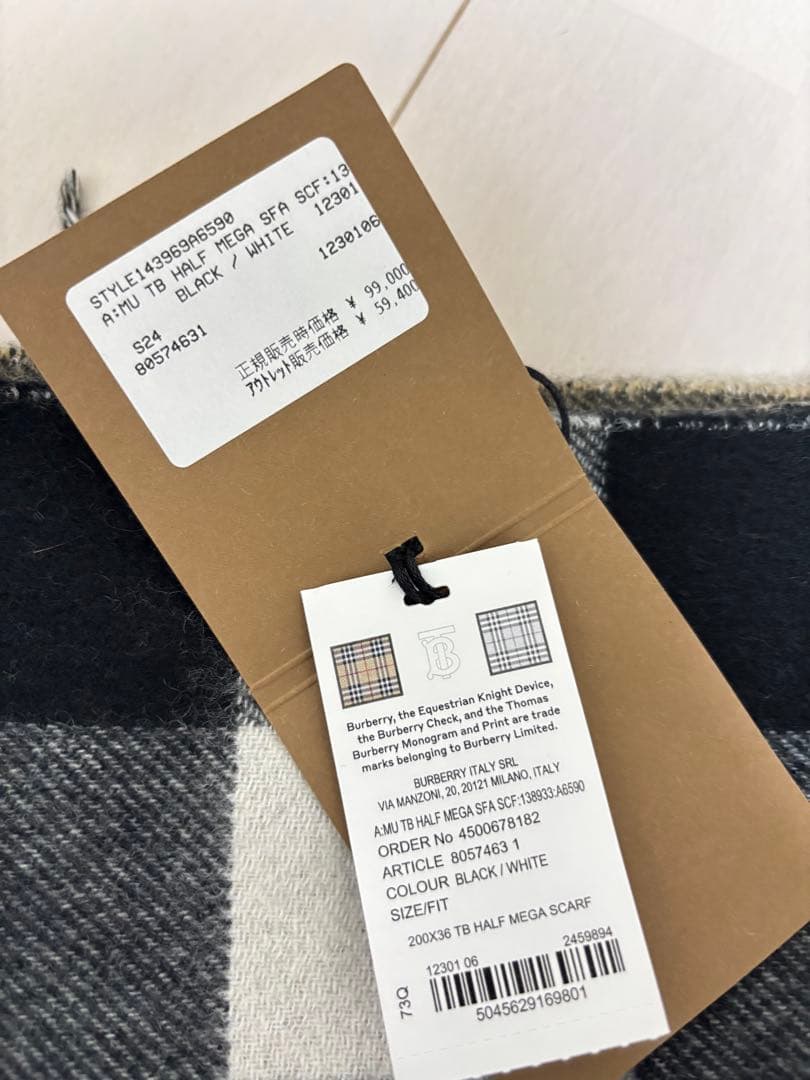 STYLE143969A6590
A:MU TB HALF MEGA SFA SCF:13
BLACK / WHITE 12301
1230106
S24
80574631
正規販売時価格 ¥ 99,000
アウトレット販売価格 ¥ 59,400
TB
Burberry, the Equestrian Knight Device,
the Burberry Check, and the Thomas
Burberry Monogram and Print are trade
marks belonging to Burberry Limited.
BURBERRY ITALY SRL
VIA MANZONI, 20, 20121 MILANO, ITALY
A:MU TB HALF MEGA SFA SCF:138933:A6590
ORDER No 4500678182
ARTICLE 8057463 1
COLOUR BLACK / WHITE
SIZE/FIT
200X36 TB HALF MEGA SCARF
12301 06 2459894
73Q
5045629169801